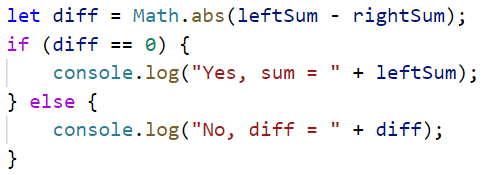 let diff = Math.abs(leftSum - rightSum);
if (diff == 0) {
    console.log("Yes, sum = " + leftSum);
} else {
    console.log("No, diff = " + diff);
}